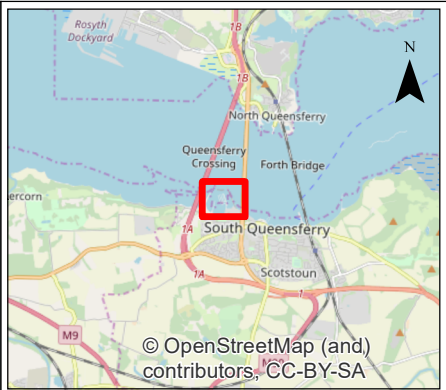 Rosyth
Dockyard
1B
1B
N
North Queensferry
Queensferry
Crossing
Forth Bridge
ercorn
1A
South Queensferry
1A
Scotstoun
1
M9
© OpenStreetMap (and)
contributors, CC-BY-SA